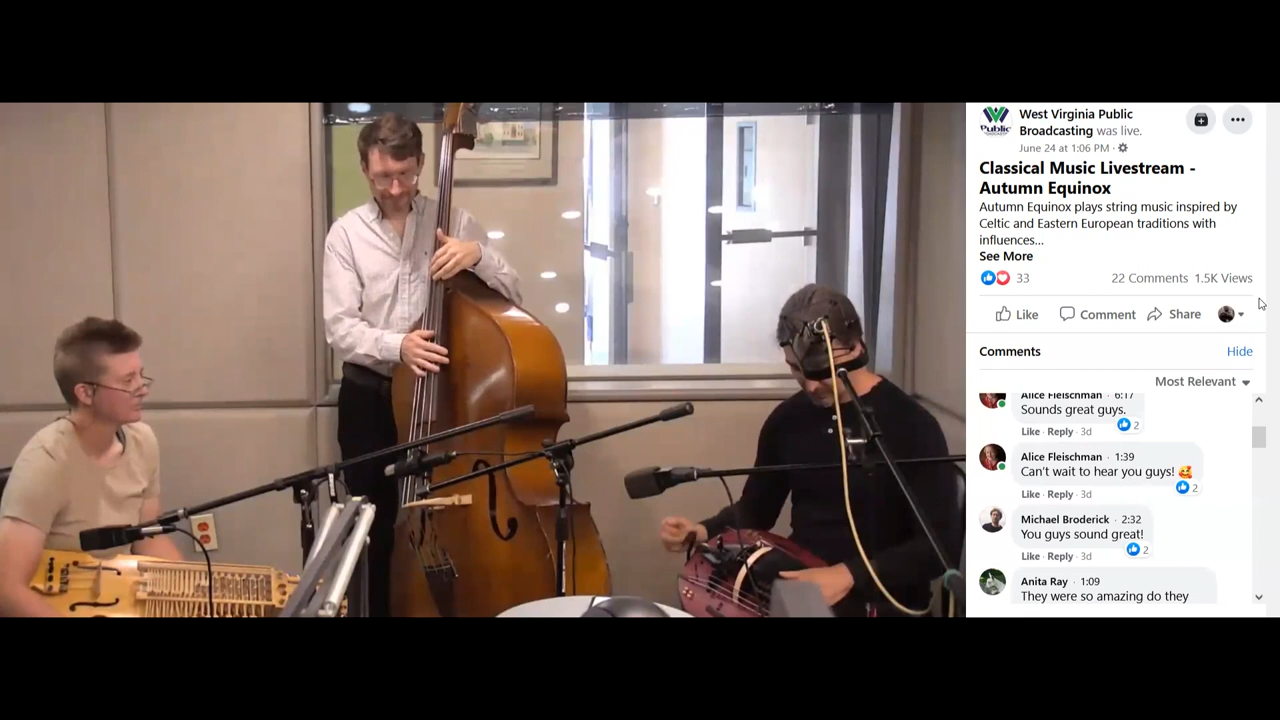 West Virginia Public
Broadcasting was live.
Public
June 24 at 1:06 PM ·
Classical Music Livestream -
Autumn Equinox
Autumn Equinox plays string music inspired by
Celtic and Eastern European traditions with
influences...
See More
33
22 Comments 1.5K Views
Like Comment Share
Comments Hide
Most Relevant
Alice Fleischman · 6:17
Sounds great guys.
2
Like · Reply · 3d
Alice Fleischman · 1:39
Can't wait to hear you guys! 🥰
2
Like · Reply · 3d
Michael Broderick · 2:32
You guys sound great!
2
Like · Reply · 3d
Anita Ray · 1:09
They were so amazing do they